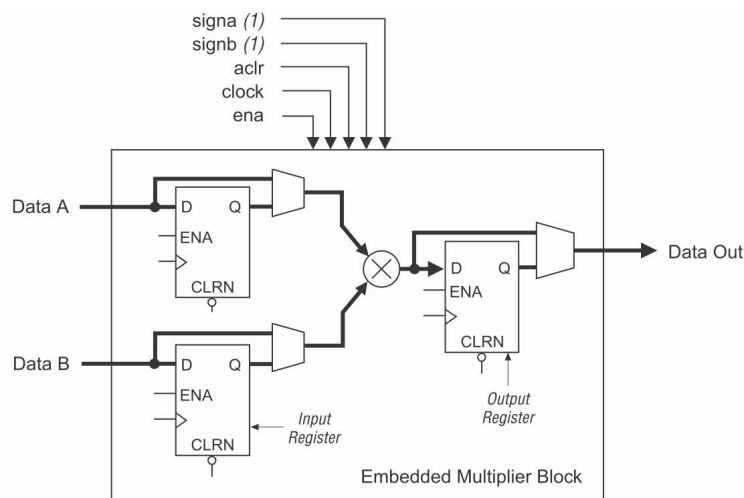 signa (1)
signb (1)
aclr
clock
ena
Data A
D Q
ENA
CLRN
Data B
D Q
ENA
CLRN
Input
Register
D Q
ENA
CLRN
Output
Register
Data Out
Embedded Multiplier Block